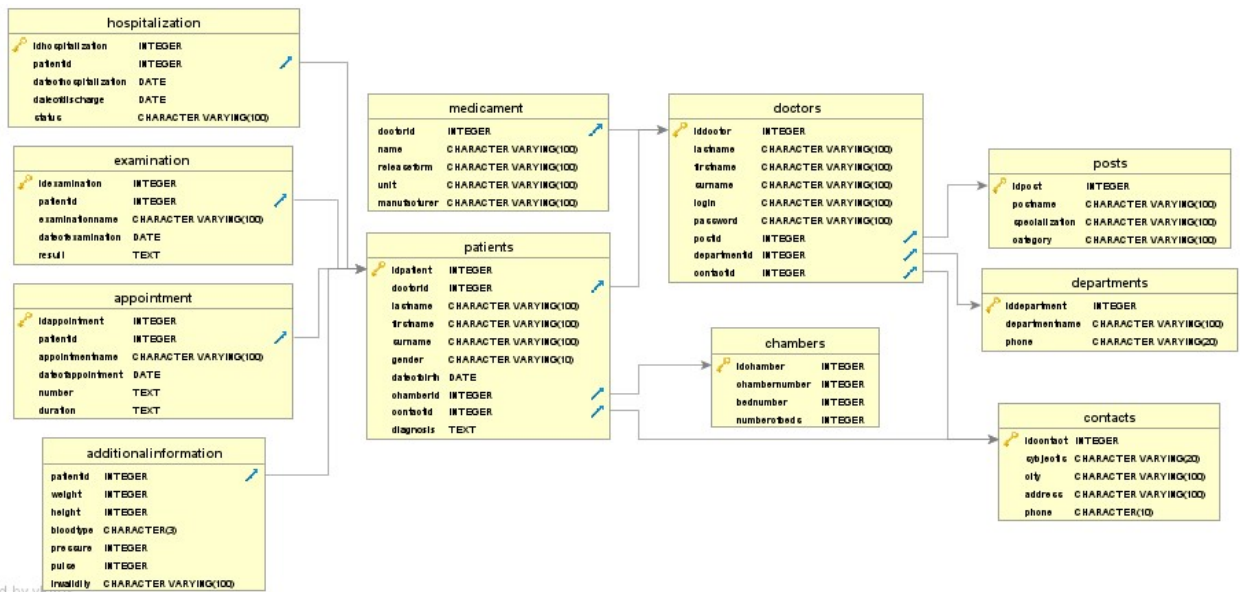 hospitalization
idhospitalization INTEGER
patientid INTEGER
dateofhospitalization DATE
dateofdischarge DATE
status CHARACTER VARYING(100)
examination
idexamination INTEGER
patientid INTEGER
examinationname CHARACTER VARYING(100)
dateofexamination DATE
result TEXT
appointment
idappointment INTEGER
patientid INTEGER
appointmentname CHARACTER VARYING(100)
dateofappointment DATE
number TEXT
duration TEXT
additionalinformation
patientid INTEGER
weight INTEGER
height INTEGER
bloodtype CHARACTER(3)
pressure INTEGER
pulse INTEGER
invalidity CHARACTER VARYING(100)
medicament
doctorid INTEGER
name CHARACTER VARYING(100)
releaseform CHARACTER VARYING(100)
unit CHARACTER VARYING(100)
manufacturer CHARACTER VARYING(100)
patients
idpatient INTEGER
doctorid INTEGER
lastname CHARACTER VARYING(100)
firstname CHARACTER VARYING(100)
surname CHARACTER VARYING(100)
gender CHARACTER VARYING(10)
dateofbirth DATE
chamberid INTEGER
contactid INTEGER
diagnosis TEXT
doctors
iddoctor INTEGER
lastname CHARACTER VARYING(100)
firstname CHARACTER VARYING(100)
surname CHARACTER VARYING(100)
login CHARACTER VARYING(100)
password CHARACTER VARYING(100)
postid INTEGER
departmentid INTEGER
contactid INTEGER
chambers
idchamber INTEGER
chambernumber INTEGER
bednumber INTEGER
numberofbeds INTEGER
posts
idpost INTEGER
postname CHARACTER VARYING(100)
specialization CHARACTER VARYING(100)
category CHARACTER VARYING(100)
departments
iddepartment INTEGER
departmentname CHARACTER VARYING(100)
phone CHARACTER VARYING(20)
contacts
idcontact INTEGER
sybjectis CHARACTER VARYING(20)
city CHARACTER VARYING(100)
address CHARACTER VARYING(100)
phone CHARACTER(10)